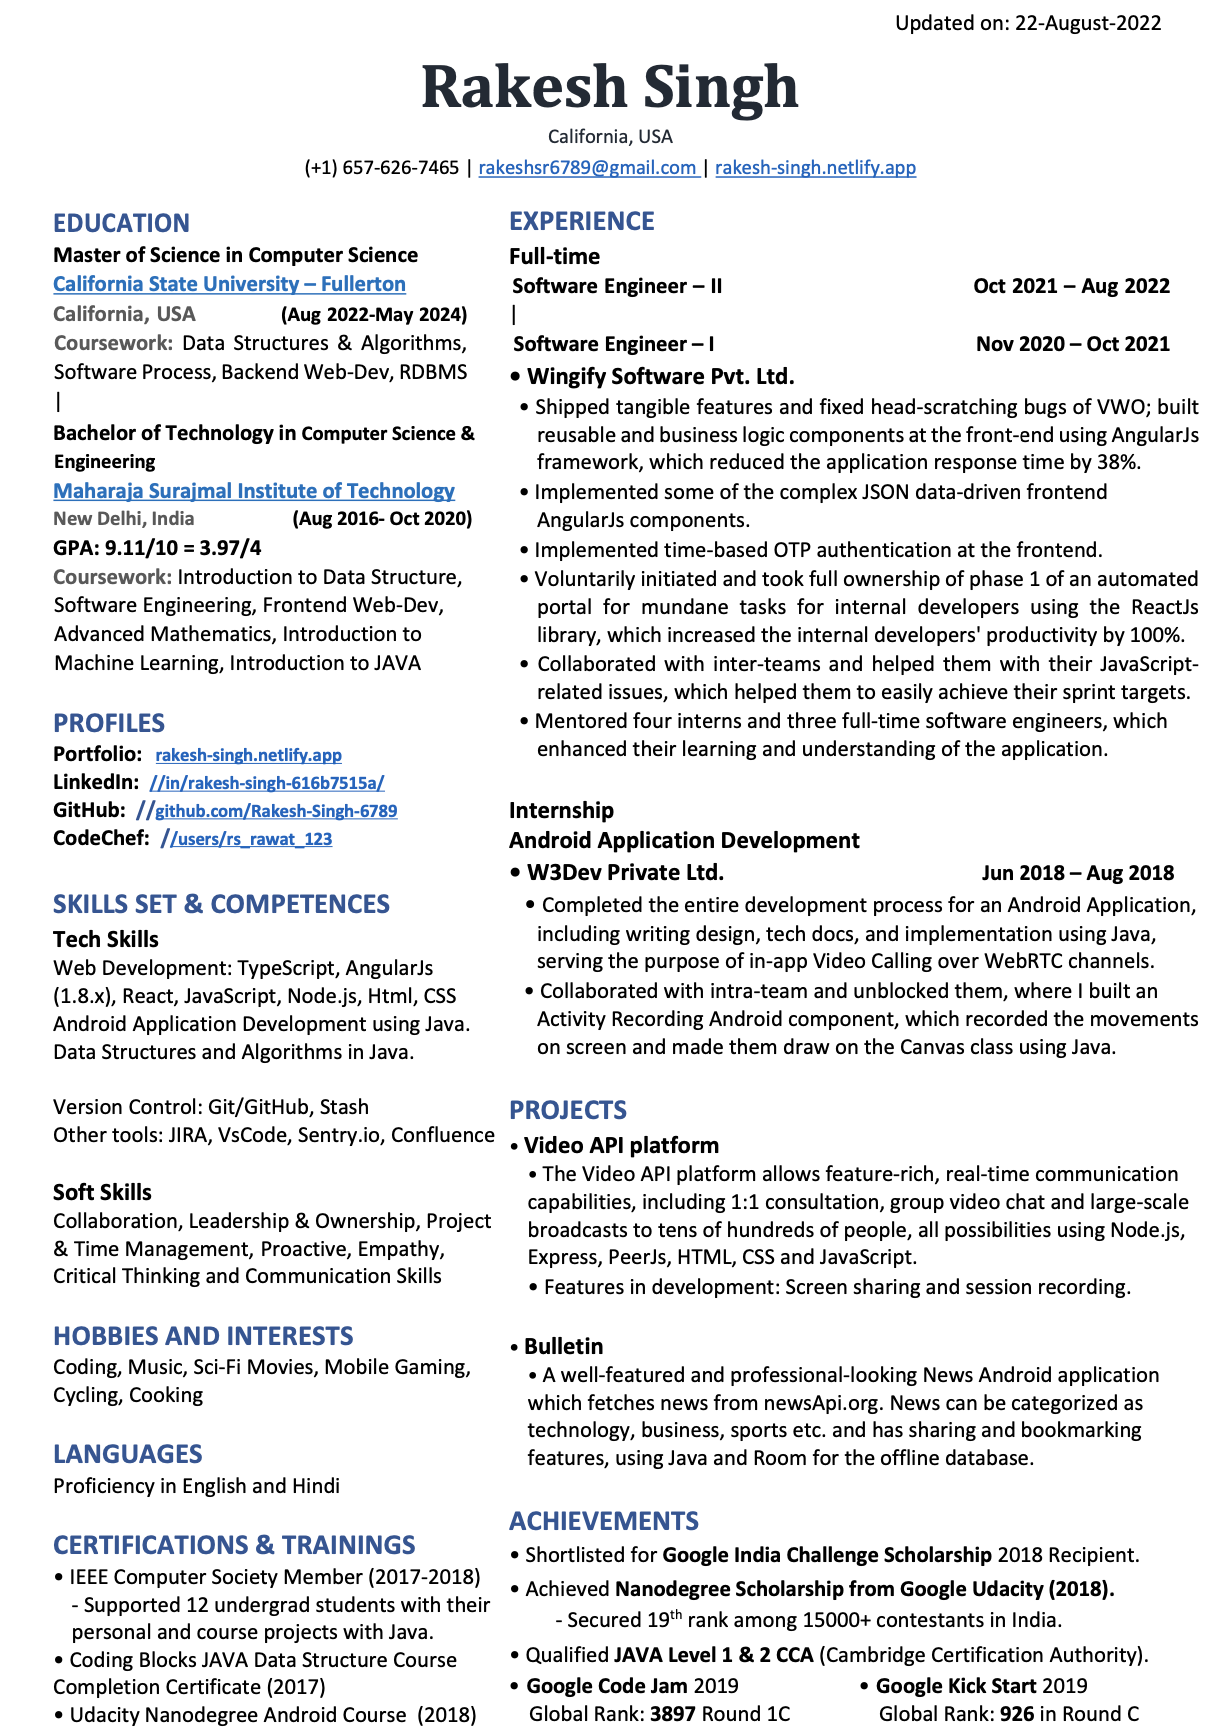 Updated on: 22-August-2022
Rakesh Singh
California, USA
(+1) 657-626-7465 | rakeshsr6789@gmail.com | rakesh-singh.netlify.app
EDUCATION
Master of Science in Computer Science
California State University – Fullerton
California, USA (Aug 2022-May 2024)
Coursework: Data Structures & Algorithms,
Software Process, Backend Web-Dev, RDBMS
|
Bachelor of Technology in Computer Science &
Engineering
Maharaja Surajmal Institute of Technology
New Delhi, India (Aug 2016- Oct 2020)
GPA: 9.11/10 = 3.97/4
Coursework: Introduction to Data Structure,
Software Engineering, Frontend Web-Dev,
Advanced Mathematics, Introduction to
Machine Learning, Introduction to JAVA
PROFILES
Portfolio: rakesh-singh.netlify.app
LinkedIn: //in/rakesh-singh-616b7515a/
GitHub: //github.com/Rakesh-Singh-6789
CodeChef: //users/rs_rawat_123
SKILLS SET & COMPETENCES
Tech Skills
Web Development: TypeScript, AngularJs
(1.8.x), React, JavaScript, Node.js, Html, CSS
Android Application Development using Java.
Data Structures and Algorithms in Java.
Version Control: Git/GitHub, Stash
Other tools: JIRA, VsCode, Sentry.io, Confluence
Soft Skills
Collaboration, Leadership & Ownership, Project
& Time Management, Proactive, Empathy,
Critical Thinking and Communication Skills
HOBBIES AND INTERESTS
Coding, Music, Sci-Fi Movies, Mobile Gaming,
Cycling, Cooking
LANGUAGES
Proficiency in English and Hindi
CERTIFICATIONS & TRAININGS
• IEEE Computer Society Member (2017-2018)
- Supported 12 undergrad students with their
personal and course projects with Java.
• Coding Blocks JAVA Data Structure Course
Completion Certificate (2017)
• Udacity Nanodegree Android Course (2018)
EXPERIENCE
Full-time
Software Engineer – II Oct 2021 – Aug 2022
|
Software Engineer – I Nov 2020 – Oct 2021
• Wingify Software Pvt. Ltd.
• Shipped tangible features and fixed head-scratching bugs of VWO; built
reusable and business logic components at the front-end using AngularJs
framework, which reduced the application response time by 38%.
• Implemented some of the complex JSON data-driven frontend
AngularJs components.
• Implemented time-based OTP authentication at the frontend.
• Voluntarily initiated and took full ownership of phase 1 of an automated
portal for mundane tasks for internal developers using the ReactJs
library, which increased the internal developers' productivity by 100%.
• Collaborated with inter-teams and helped them with their JavaScript-
related issues, which helped them to easily achieve their sprint targets.
• Mentored four interns and three full-time software engineers, which
enhanced their learning and understanding of the application.
Internship
Android Application Development
• W3Dev Private Ltd. Jun 2018 – Aug 2018
• Completed the entire development process for an Android Application,
including writing design, tech docs, and implementation using Java,
serving the purpose of in-app Video Calling over WebRTC channels.
• Collaborated with intra-team and unblocked them, where I built an
Activity Recording Android component, which recorded the movements
on screen and made them draw on the Canvas class using Java.
PROJECTS
• Video API platform
• The Video API platform allows feature-rich, real-time communication
capabilities, including 1:1 consultation, group video chat and large-scale
broadcasts to tens of hundreds of people, all possibilities using Node.js,
Express, PeerJs, HTML, CSS and JavaScript.
• Features in development: Screen sharing and session recording.
• Bulletin
• A well-featured and professional-looking News Android application
which fetches news from newsApi.org. News can be categorized as
technology, business, sports etc. and has sharing and bookmarking
features, using Java and Room for the offline database.
ACHIEVEMENTS
• Shortlisted for Google India Challenge Scholarship 2018 Recipient.
• Achieved Nanodegree Scholarship from Google Udacity (2018).
- Secured 19th rank among 15000+ contestants in India.
• Qualified JAVA Level 1 & 2 CCA (Cambridge Certification Authority).
• Google Code Jam 2019 • Google Kick Start 2019
Global Rank: 3897 Round 1C Global Rank: 926 in Round C